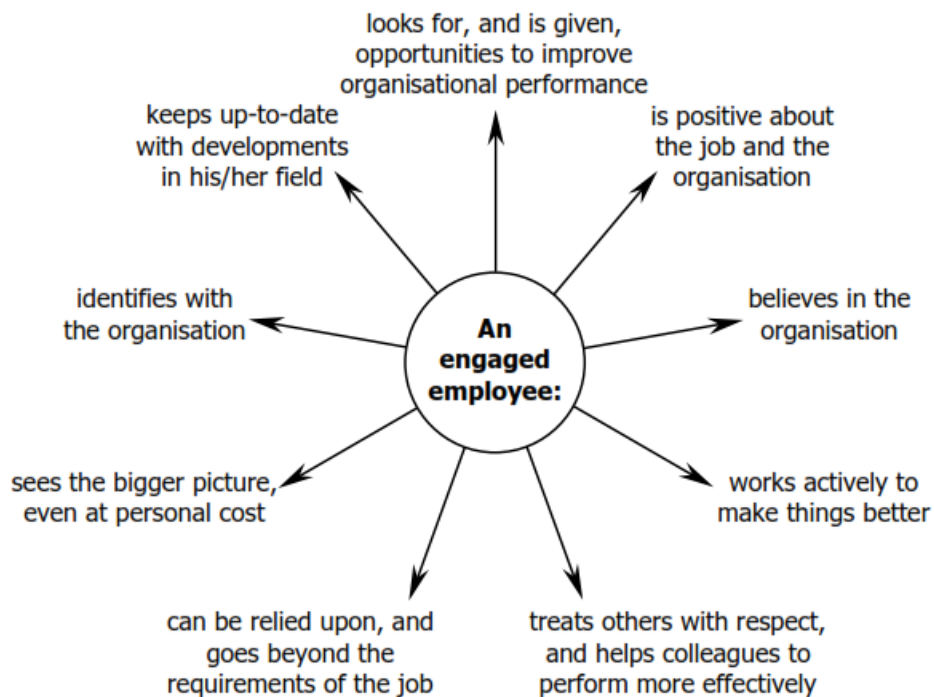 looks for, and is given,
opportunities to improve
organisational performance
keeps up-to-date
with developments
in his/her field
is positive about
the job and the
organisation
identifies with
the organisation
An
engaged
employee:
believes in the
organisation
sees the bigger picture,
even at personal cost
works actively to
make things better
can be relied upon, and
goes beyond the
requirements of the job
treats others with respect,
and helps colleagues to
perform more effectively